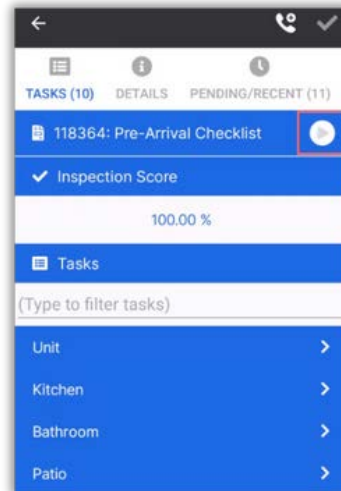 TASKS (10) DETAILS PENDING/RECENT (11)
118364: Pre-Arrival Checklist
Inspection Score
100.00 %
Tasks
(Type to filter tasks)
Unit
Kitchen
Bathroom
Patio